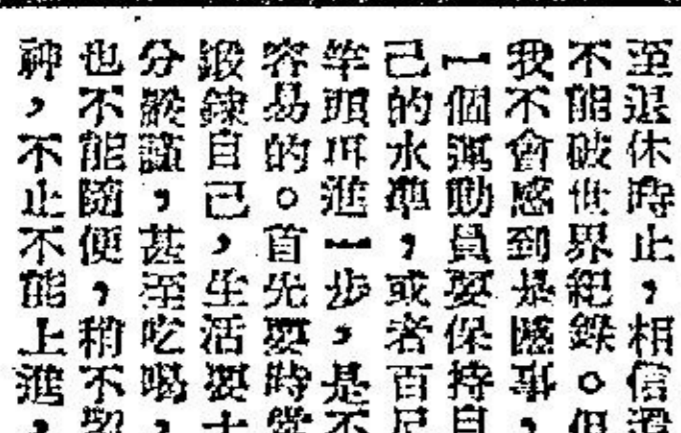 至退休時止，相信還
不能破世界紀錄。但
我不會感到是憾事，
一個運動員要保持自
己的水準，或者百尺
竿頭再進一步，是不
容易的。首先要時常
鍛鍊自己，生活要
分嚴謹，甚至吃喝，
也不能隨便，稍不
神，不止不能上進，